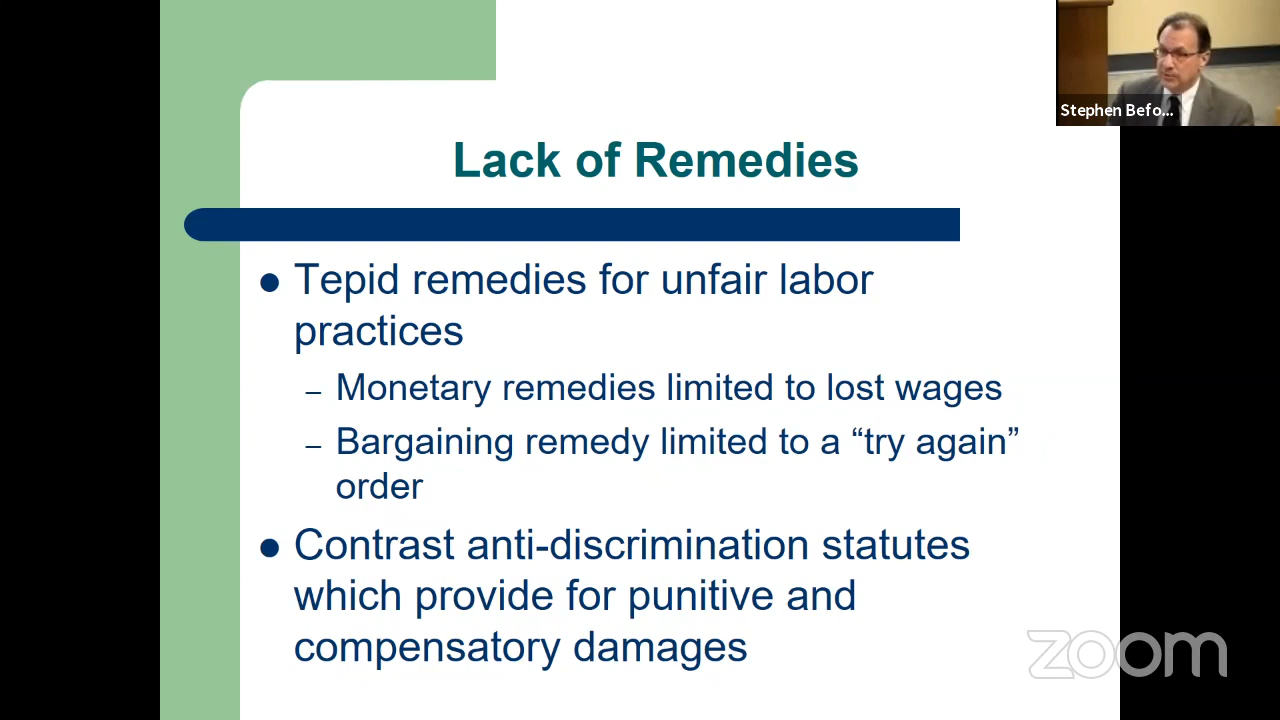 Stephen Befo...
Lack of Remedies
● Tepid remedies for unfair labor
practices
– Monetary remedies limited to lost wages
– Bargaining remedy limited to a “try again”
order
● Contrast anti-discrimination statutes
which provide for punitive and
compensatory damages
zoom